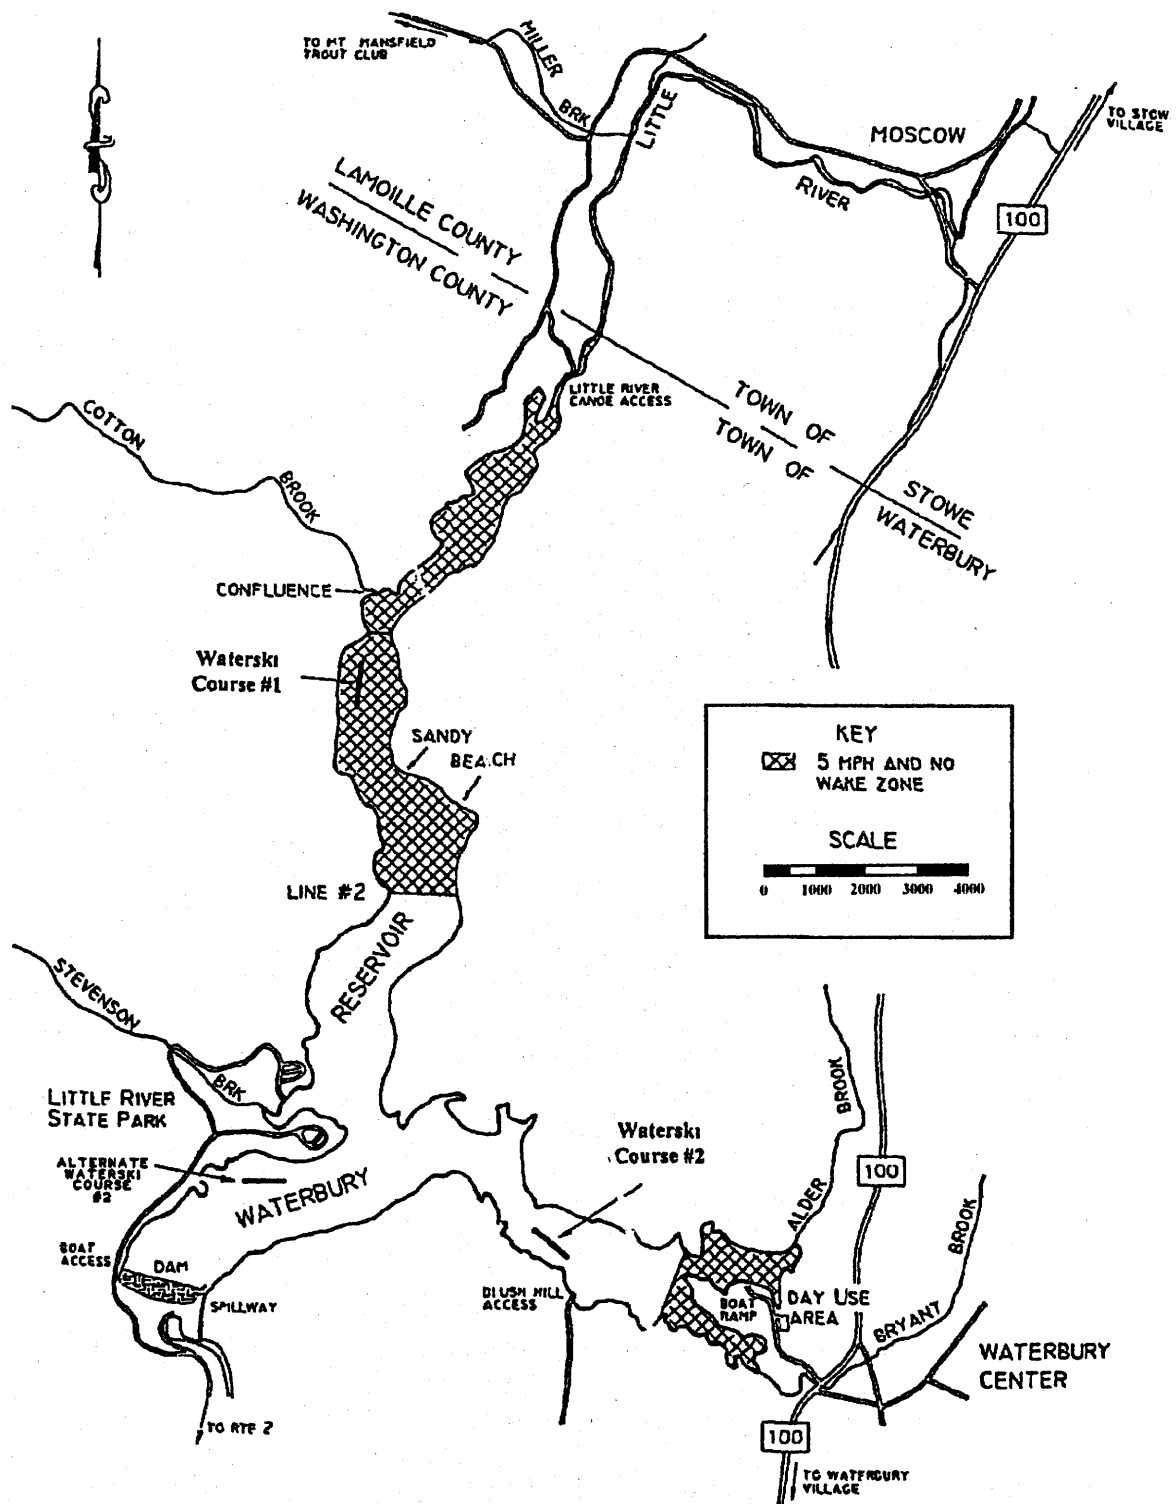 TO MT MANSFIELD
TROUT CLUB
MILLER
BRK
LITTLE
MOSCOW
RIVER
TO STOW
VILLAGE
100
LAMOILLE COUNTY
WASHINGTON COUNTY
LITTLE RIVER
CANOE ACCESS
TOWN OF
TOWN OF
STOWE
WATERBURY
COTTON
BROOK
CONFLUENCE
Waterski
Course #1
SANDY
BEACH
KEY
5 MPH AND NO
WAKE ZONE
SCALE
0 1000 2000 3000 4000
LINE #2
RESERVOIR
STEVENSON
BRK
LITTLE RIVER
STATE PARK
ALTERNATE
WATERSKI
COURSE
#2
WATERBURY
Waterski
Course #2
BROOK
ALDER
100
BROOK
BOAT
ACCESS
DAM
SPILLWAY
BLUSH HILL
ACCESS
BOAT
RAMP
DAY USE
AREA
BRYANT
WATERBURY
CENTER
TO RTE 2
100
TO WATERBURY
VILLAGE